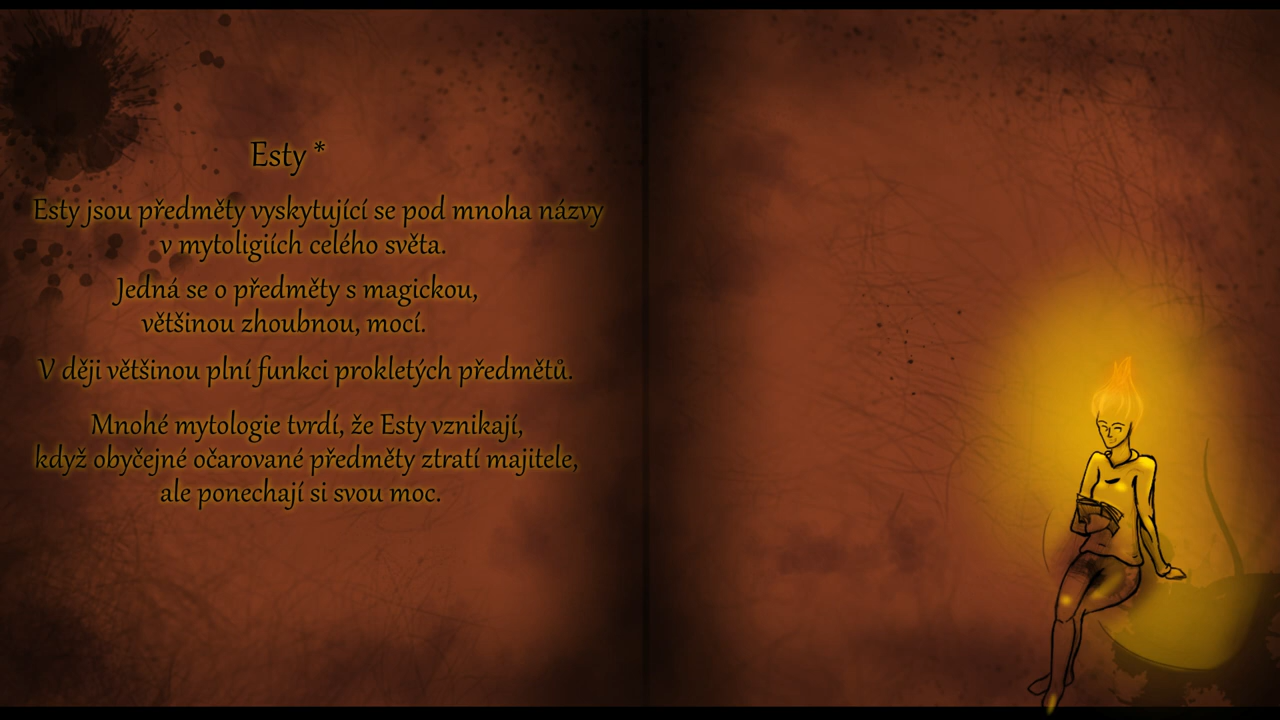 Esty *
Esty jsou předměty vyskytující se pod mnoha názvy
v mytoligiích celého světa.
Jedná se o předměty s magickou,
většinou zhoubnou, mocí.
V ději většinou plní funkci prokletých předmětů.
Mnohé mytologie tvrdí, že Esty vznikají,
když obyčejné očarované předměty ztratí majitele,
ale ponechají si svou moc.